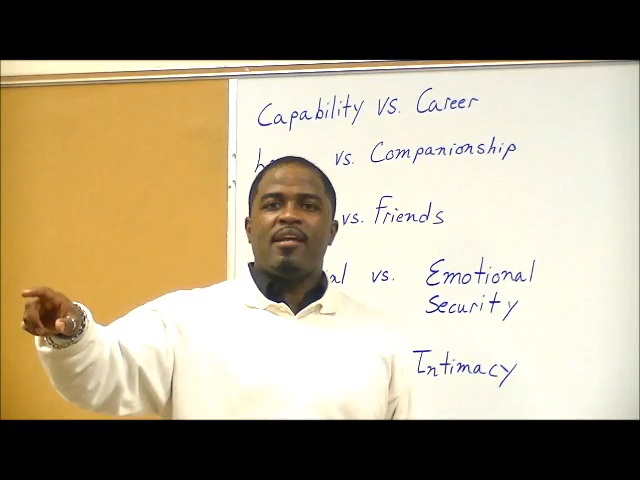 Capability vs. Career
vs. Companionship
vs. Friends
vs. Emotional
Security
Intimacy